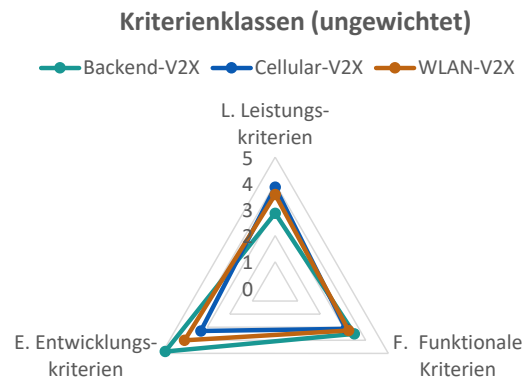 Kriterienklassen (ungewichtet)
Backend-V2X Cellular-V2X WLAN-V2X
L. Leistungs-
kriterien
5
4
3
2
1
0
E. Entwicklungs-
kriterien
F. Funktionale
Kriterien